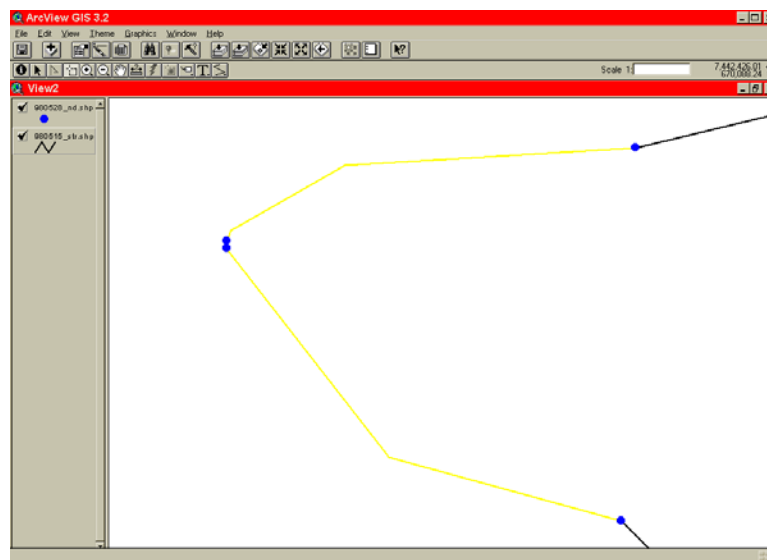 ArcView GIS 3.2
File Edit View Theme Graphics Window Help
Scale 1:
7,442,426.01
670,088.24
View2
980528_nd.shp
980515_str.shp